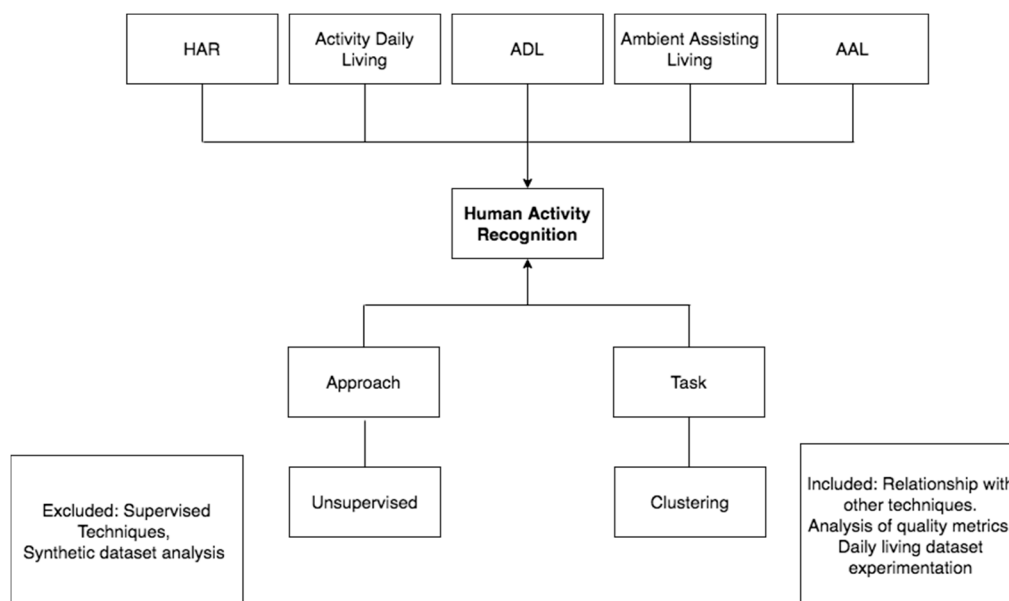 HAR
Activity Daily
Living
ADL
Ambient Assisting
Living
AAL
Human Activity
Recognition
Approach
Task
Unsupervised
Clustering
Excluded: Supervised
Techniques,
Synthetic dataset analysis
Included: Relationship with
other techniques.
Analysis of quality metrics
Daily living dataset
experimentation